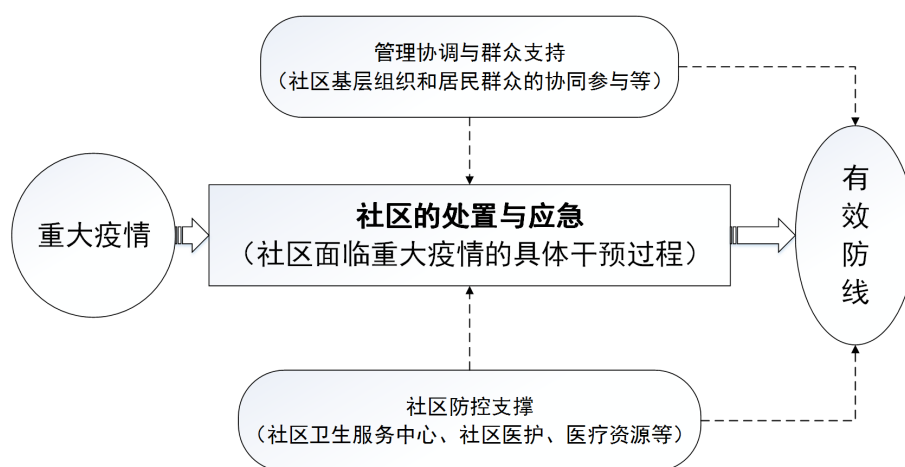 管理协调与群众支持
（社区基层组织和居民群众的协同参与等）
重大疫情
社区的处置与应急
（社区面临重大疫情的具体干预过程）
有
效
防
线
社区防控支撑
（社区卫生服务中心、社区医护、医疗资源等）